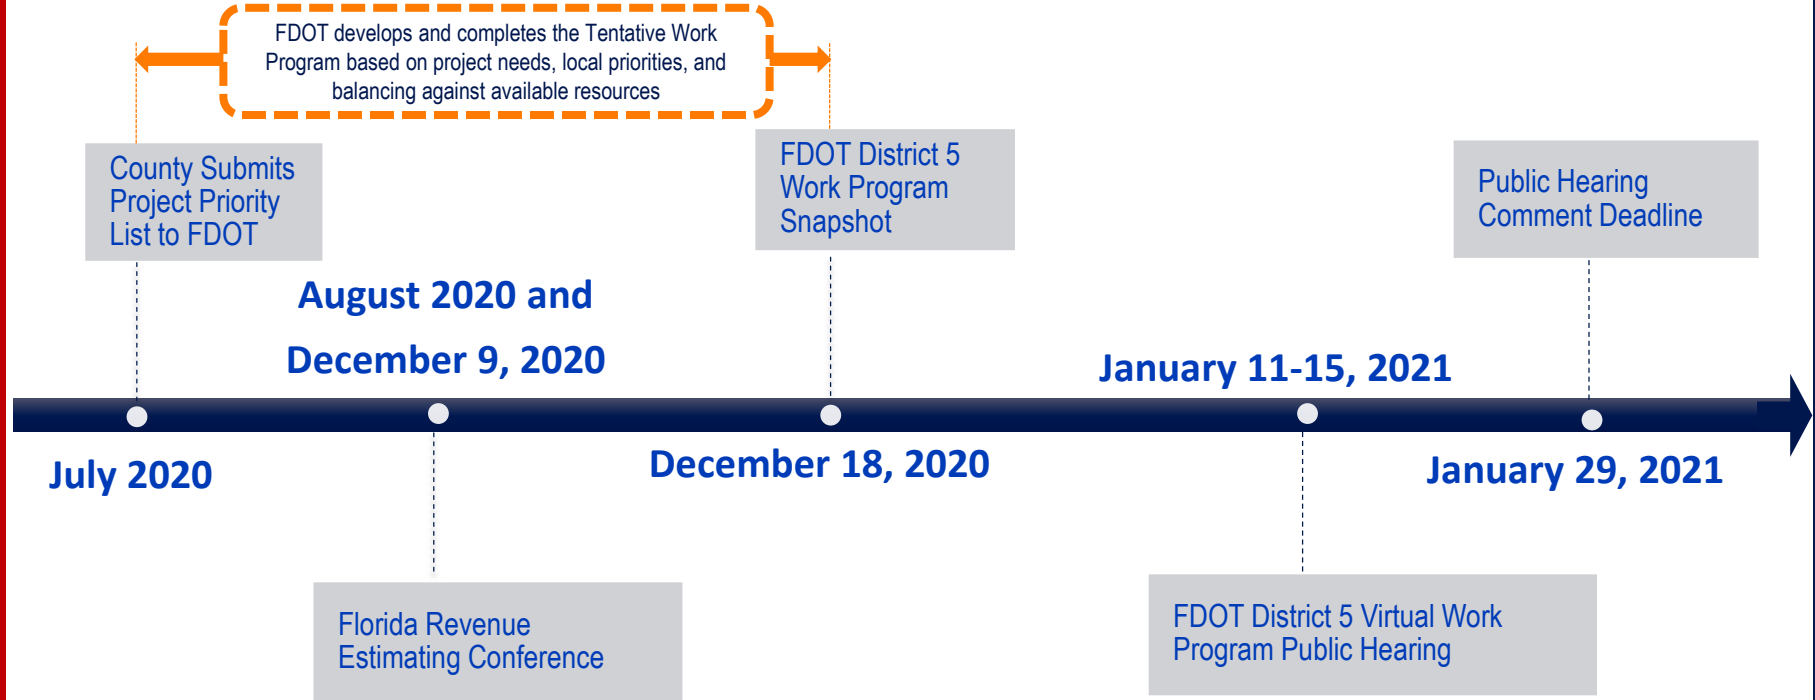 FDOT develops and completes the Tentative Work
Program based on project needs, local priorities, and
balancing against available resources
County Submits
Project Priority
List to FDOT
FDOT District 5
Work Program
Snapshot
Public Hearing
Comment Deadline
August 2020 and
December 9, 2020
January 11-15, 2021
July 2020
December 18, 2020
January 29, 2021
Florida Revenue
Estimating Conference
FDOT District 5 Virtual Work
Program Public Hearing